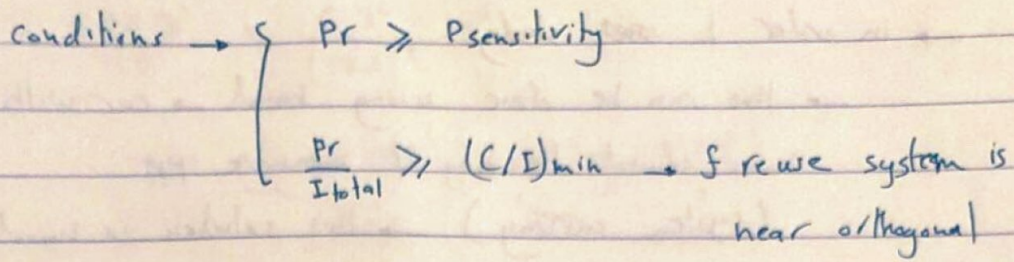 conditions → { Pr ⩾ Psensitivity
Pr / Itotal ⩾ (C/I)min → f reuse system is
near orthogonal